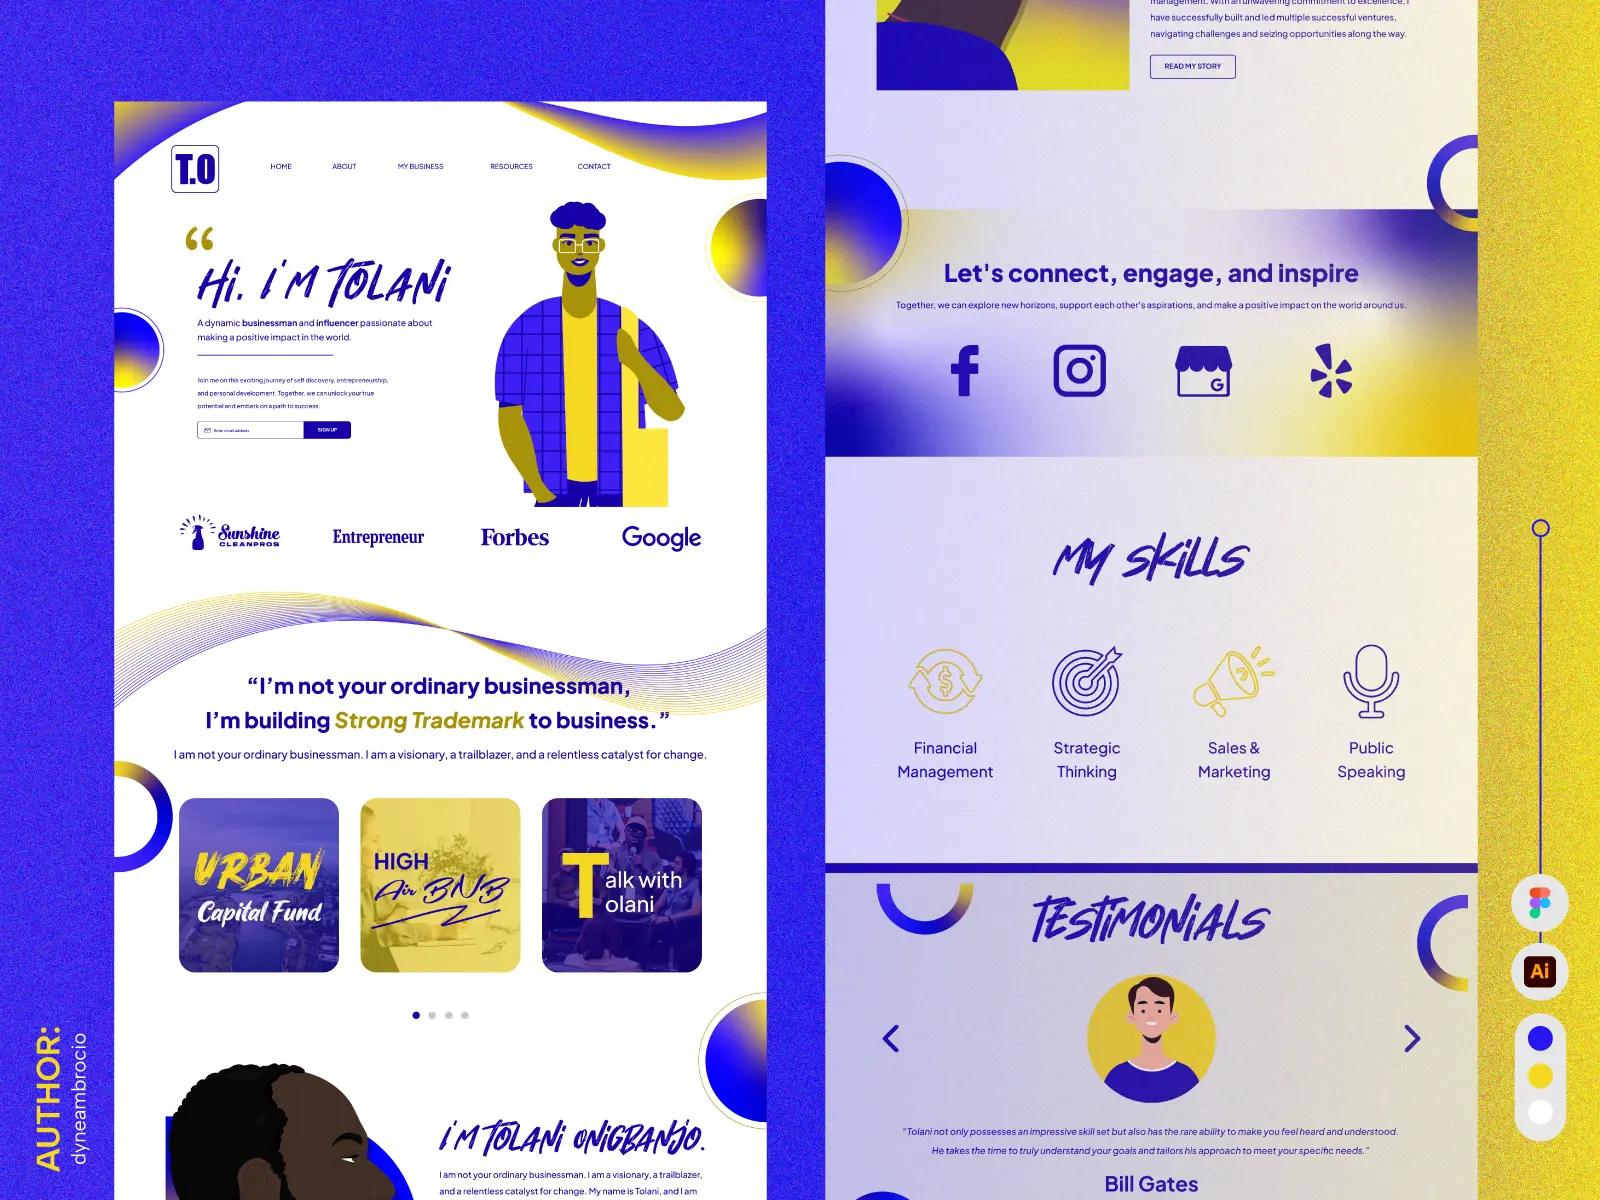 T.O
HOME
ABOUT
MY BUSINESS
RESOURCES
CONTACT
“
Hi. I'M TOLANi
A dynamic businessman and influencer passionate about
making a positive impact in the world.
Join me on this exciting journey of self discovery, entrepreneurship,
and personal development. Together, we can unlock your true
potential and embark on a path to success.
Enter email address
SIGN UP
Sunshine
CLEANPROS
Entrepreneur
Forbes
Google
“I’m not your ordinary businessman,
I’m building Strong Trademark to business.”
I am not your ordinary businessman. I am a visionary, a trailblazer, and a relentless catalyst for change.
URBAN
Capital Fund
HIGH
Air BNB
Talk with
Tolani
I'M TOLANi ONiGBANJO.
I am not your ordinary businessman. I am a visionary, a trailblazer,
and a relentless catalyst for change. My name is Tolani, and I am
management. With an unwavering commitment to excellence, I
have successfully built and led multiple successful ventures,
navigating challenges and seizing opportunities along the way.
READ MY STORY
Let's connect, engage, and inspire
Together, we can explore new horizons, support each other's aspirations, and make a positive impact on the world around us.
G
MY SKiLLS
Financial
Management
Strategic
Thinking
Sales &
Marketing
Public
Speaking
TESTiMONiALS
“Tolani not only possesses an impressive skill set but also has the rare ability to make you feel heard and understood.
He takes the time to truly understand your goals and tailors his approach to meet your specific needs.”
Bill Gates
AUTHOR:
dyneambrocio
Ai